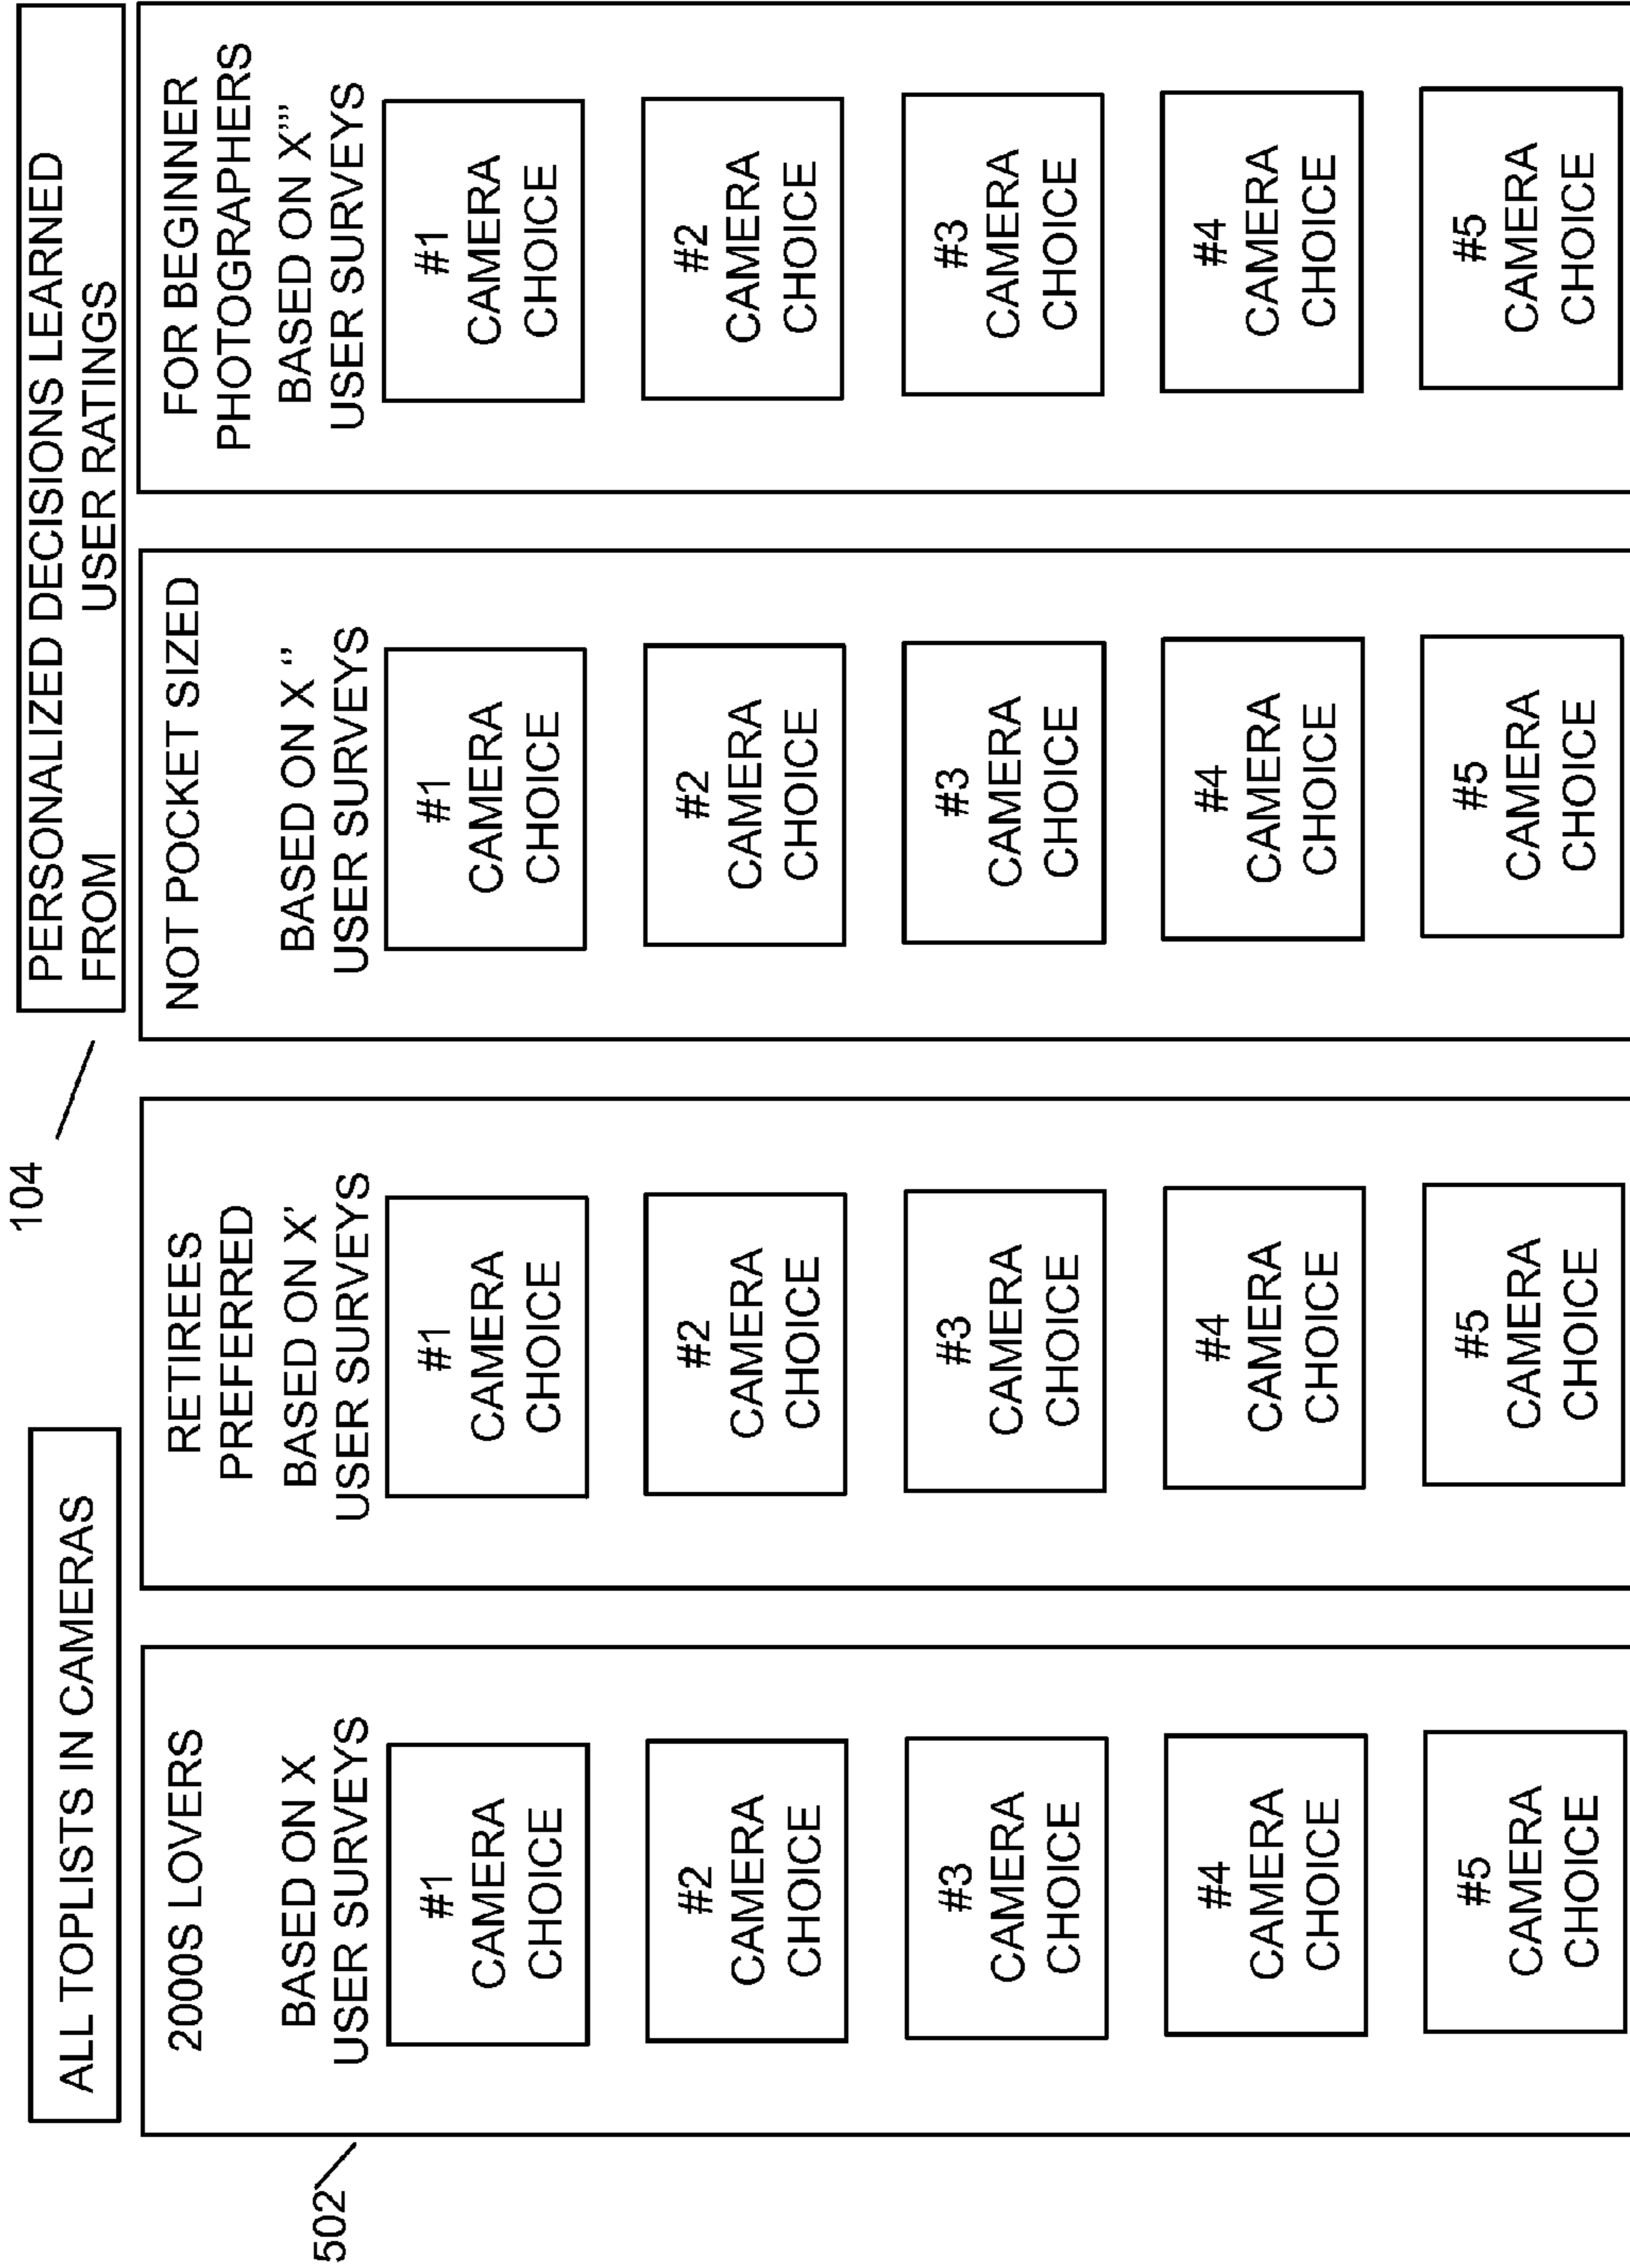 104
ALL TOPLISTS IN CAMERAS
PERSONALIZED DECISIONS LEARNED
FROM USER RATINGS
502
2000S LOVERS
BASED ON X
USER SURVEYS
#1
CAMERA
CHOICE
#2
CAMERA
CHOICE
#3
CAMERA
CHOICE
#4
CAMERA
CHOICE
#5
CAMERA
CHOICE
RETIREES
PREFERRED
BASED ON X'
USER SURVEYS
#1
CAMERA
CHOICE
#2
CAMERA
CHOICE
#3
CAMERA
CHOICE
#4
CAMERA
CHOICE
#5
CAMERA
CHOICE
NOT POCKET SIZED
BASED ON X ''
USER SURVEYS
#1
CAMERA
CHOICE
#2
CAMERA
CHOICE
#3
CAMERA
CHOICE
#4
CAMERA
CHOICE
#5
CAMERA
CHOICE
FOR BEGINNER
PHOTOGRAPHERS
BASED ON X'''
USER SURVEYS
#1
CAMERA
CHOICE
#2
CAMERA
CHOICE
#3
CAMERA
CHOICE
#4
CAMERA
CHOICE
#5
CAMERA
CHOICE